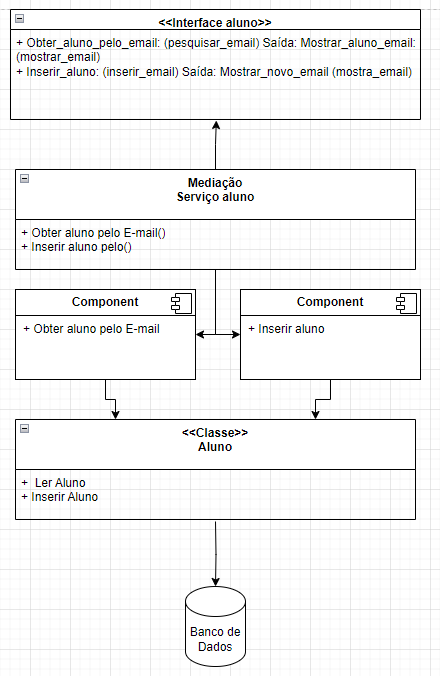 <<Interface aluno>>
+ Obter_aluno_pelo_email: (pesquisar_email) Saída: Mostrar_aluno_email:
(mostrar_email)
+ Inserir_aluno: (inserir_email) Saída: Mostrar_novo_email (mostra_email)
Mediação
Serviço aluno
+ Obter aluno pelo E-mail()
+ Inserir aluno pelo()
Component
+ Obter aluno pelo E-mail
Component
+ Inserir aluno
<<Classe>>
Aluno
+ Ler Aluno
+ Inserir Aluno
Banco de
Dados